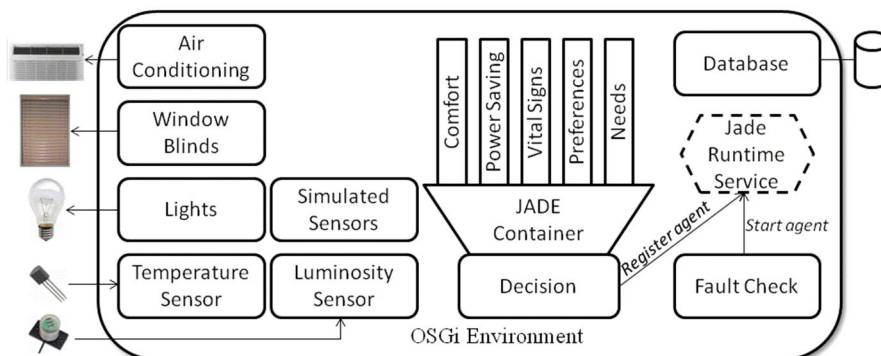 Air
Conditioning
Window
Blinds
Lights
Simulated
Sensors
Temperature
Sensor
Luminosity
Sensor
Comfort
Power Saving
Vital Signs
Preferences
Needs
JADE
Container
Decision
Register agent
Database
Jade
Runtime
Service
Start agent
Fault Check
OSGi Environment